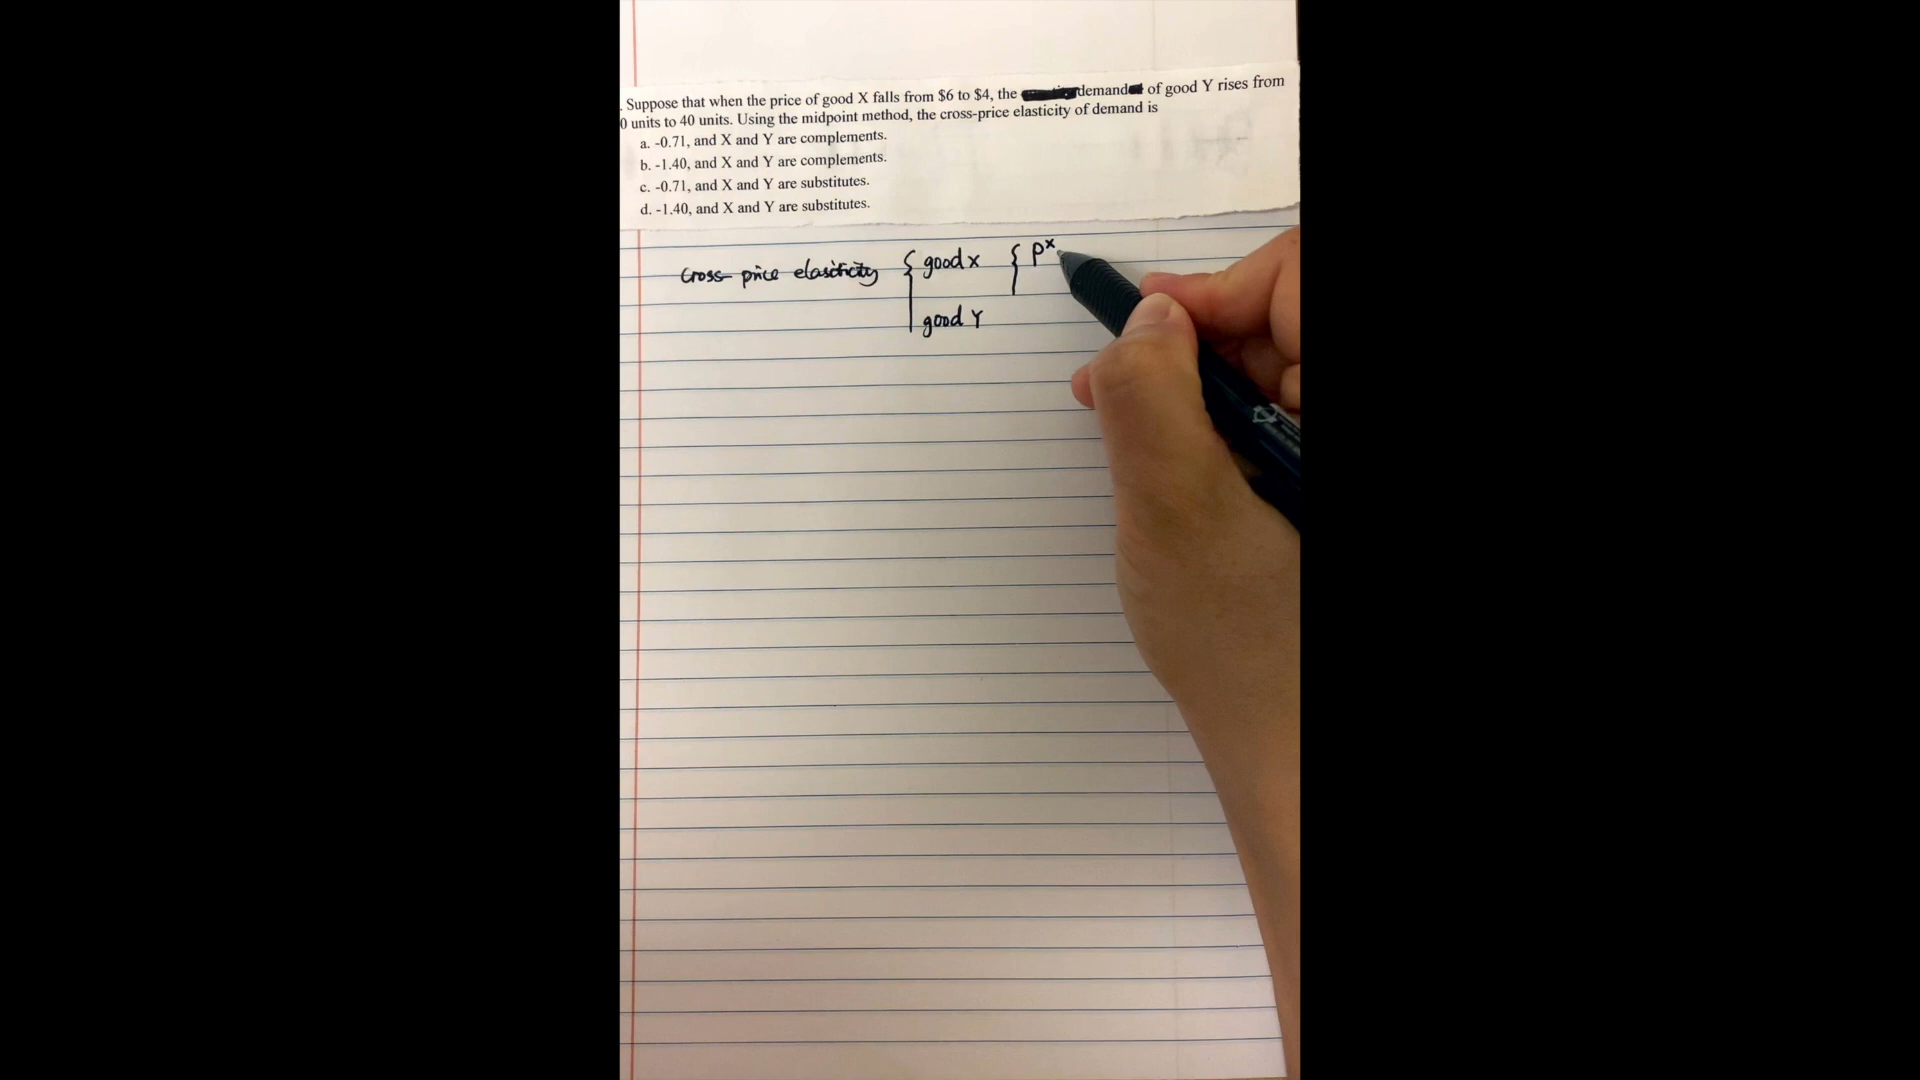 . Suppose that when the price of good X falls from $6 to $4, the demand of good Y rises from
0 units to 40 units. Using the midpoint method, the cross-price elasticity of demand is
a. -0.71, and X and Y are complements.
b. -1.40, and X and Y are complements.
c. -0.71, and X and Y are substitutes.
d. -1.40, and X and Y are substitutes.
cross-price elasticity { good x { Px
good Y